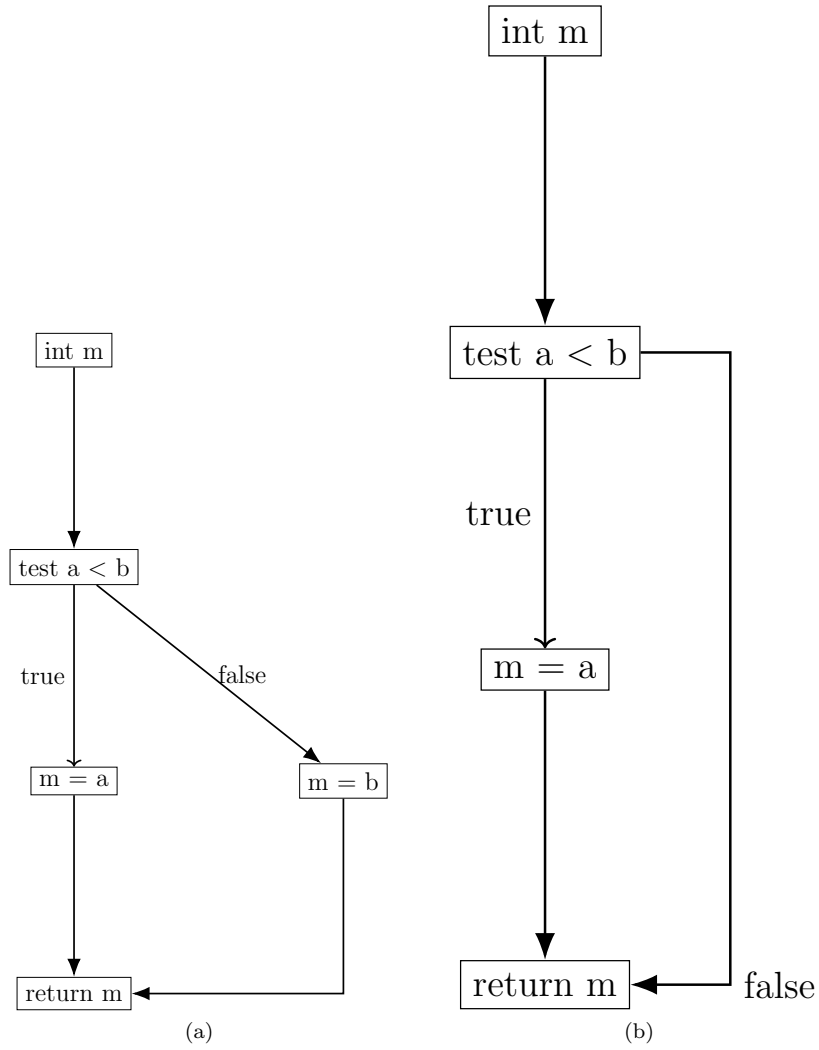 int m
test a < b
true
false
m = a
m = b
return m
(a)
int m
test a < b
true
m = a
return m
false
(b)